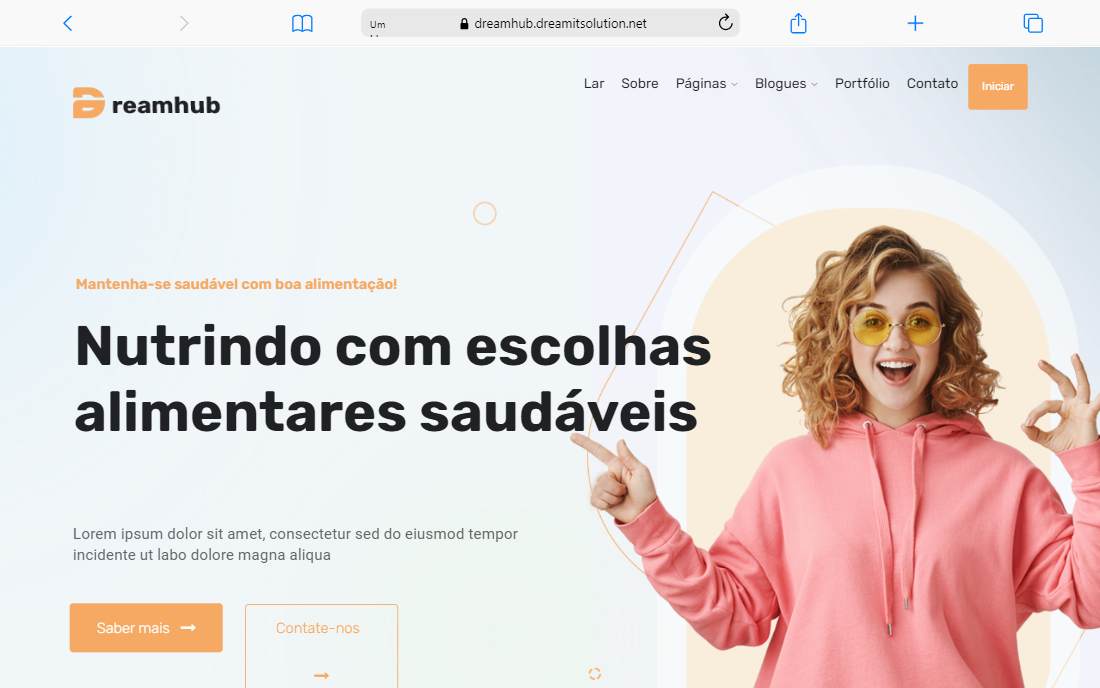 Um
dreamhub.dreamitsolution.net
Dreamhub
Lar Sobre Páginas Blogues Portfólio Contato Iniciar
Mantenha-se saudável com boa alimentação!
Nutrindo com escolhas
alimentares saudáveis
Lorem ipsum dolor sit amet, consectetur sed do eiusmod tempor
incidente ut labo dolore magna aliqua
Saber mais
Contate-nos